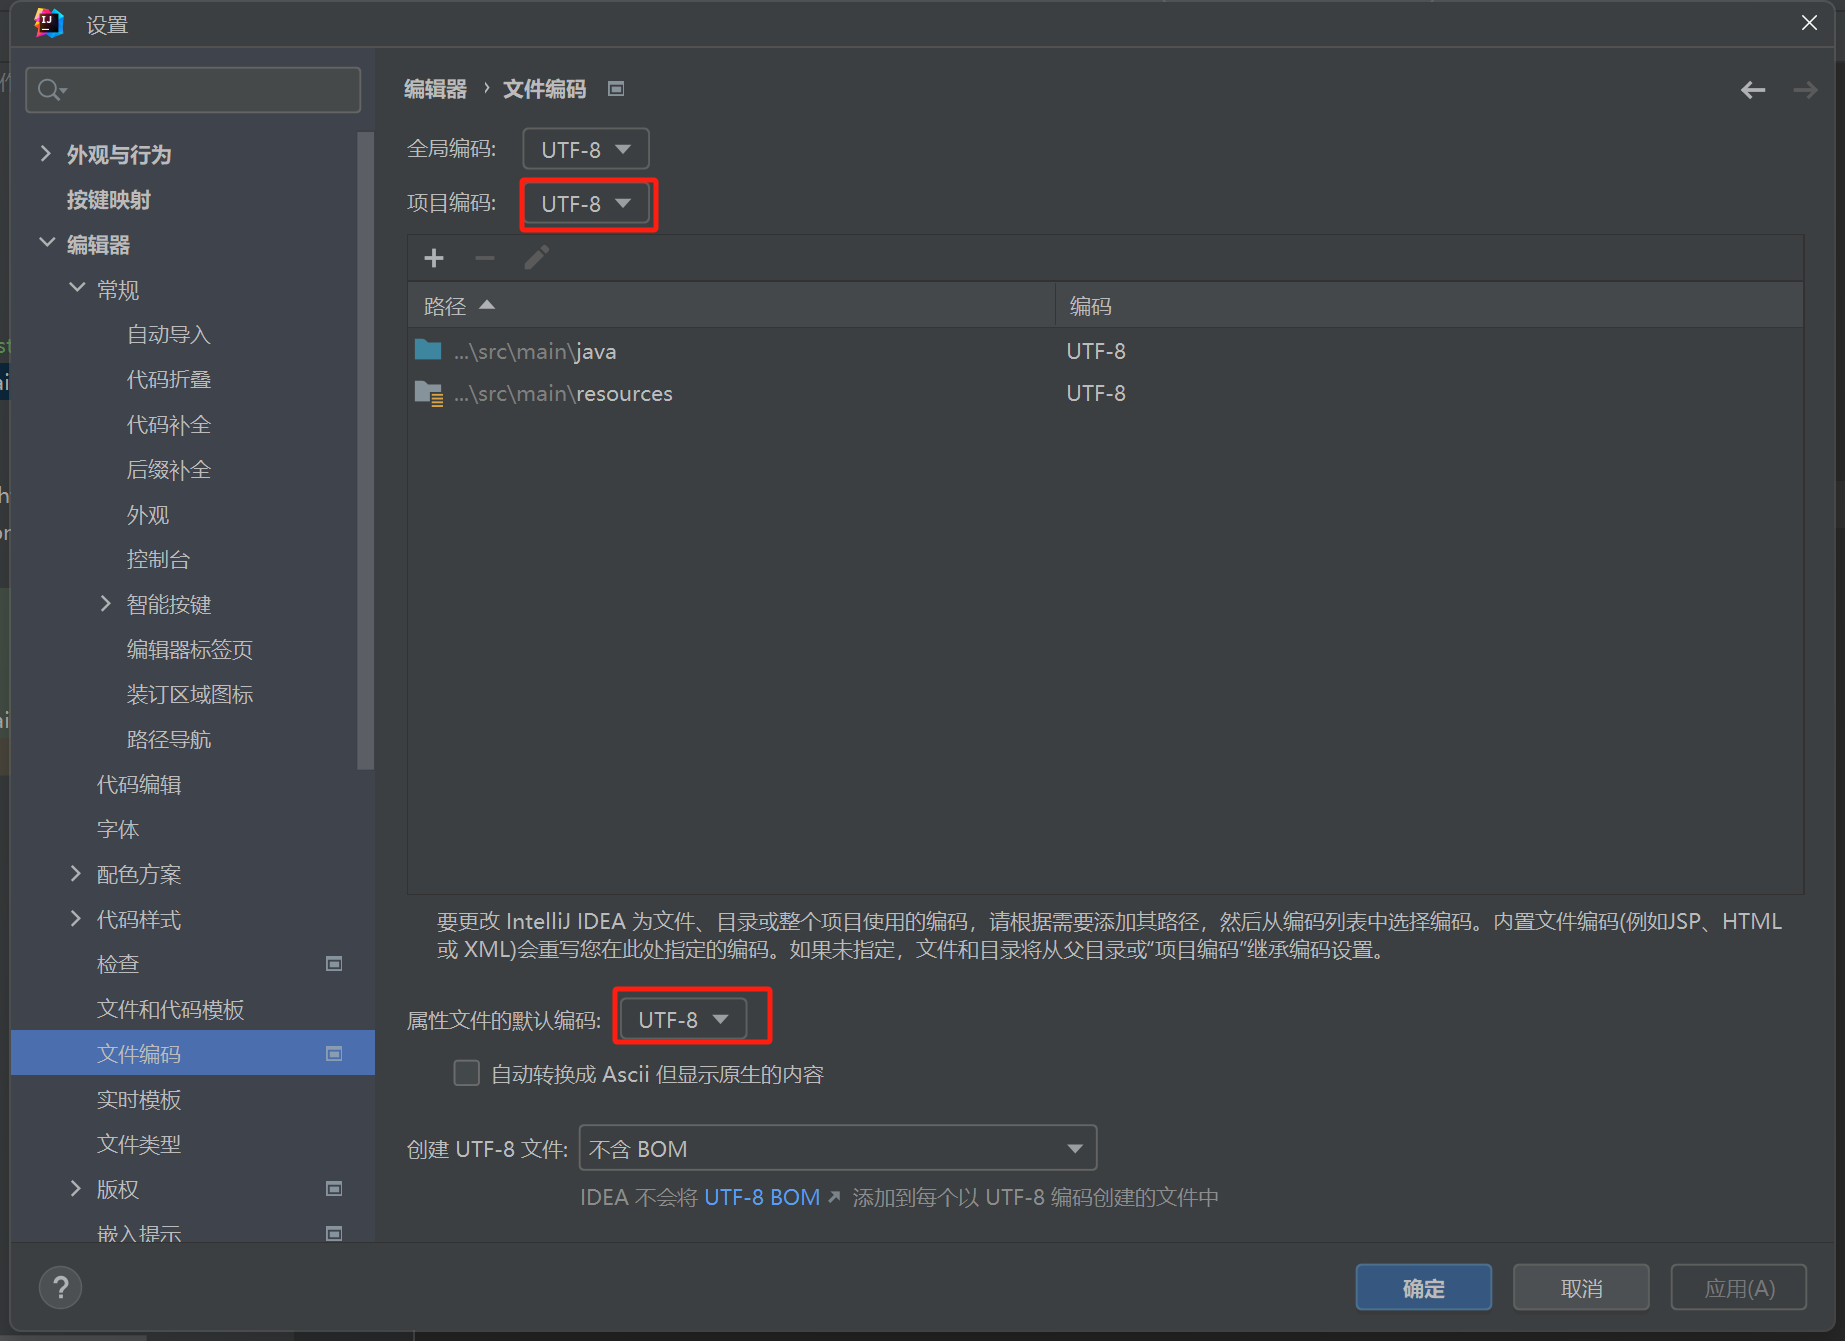 设置
编辑器 › 文件编码
外观与行为
按键映射
编辑器
常规
自动导入
代码折叠
代码补全
后缀补全
外观
控制台
智能按键
编辑器标签页
装订区域图标
路径导航
代码编辑
字体
配色方案
代码样式
检查
文件和代码模板
文件编码
实时模板
文件类型
版权
嵌入提示
全局编码: UTF-8
项目编码: UTF-8
路径 编码
...\src\main\java UTF-8
...\src\main\resources UTF-8
要更改 IntelliJ IDEA 为文件、目录或整个项目使用的编码，请根据需要添加其路径，然后从编码列表中选择编码。内置文件编码(例如JSP、HTML
或 XML)会重写您在此处指定的编码。如果未指定，文件和目录将从父目录或“项目编码”继承编码设置。
属性文件的默认编码: UTF-8
自动转换成 Ascii 但显示原生的内容
创建 UTF-8 文件: 不含 BOM
IDEA 不会将 UTF-8 BOM 添加到每个以 UTF-8 编码创建的文件中
?
确定 取消 应用(A)